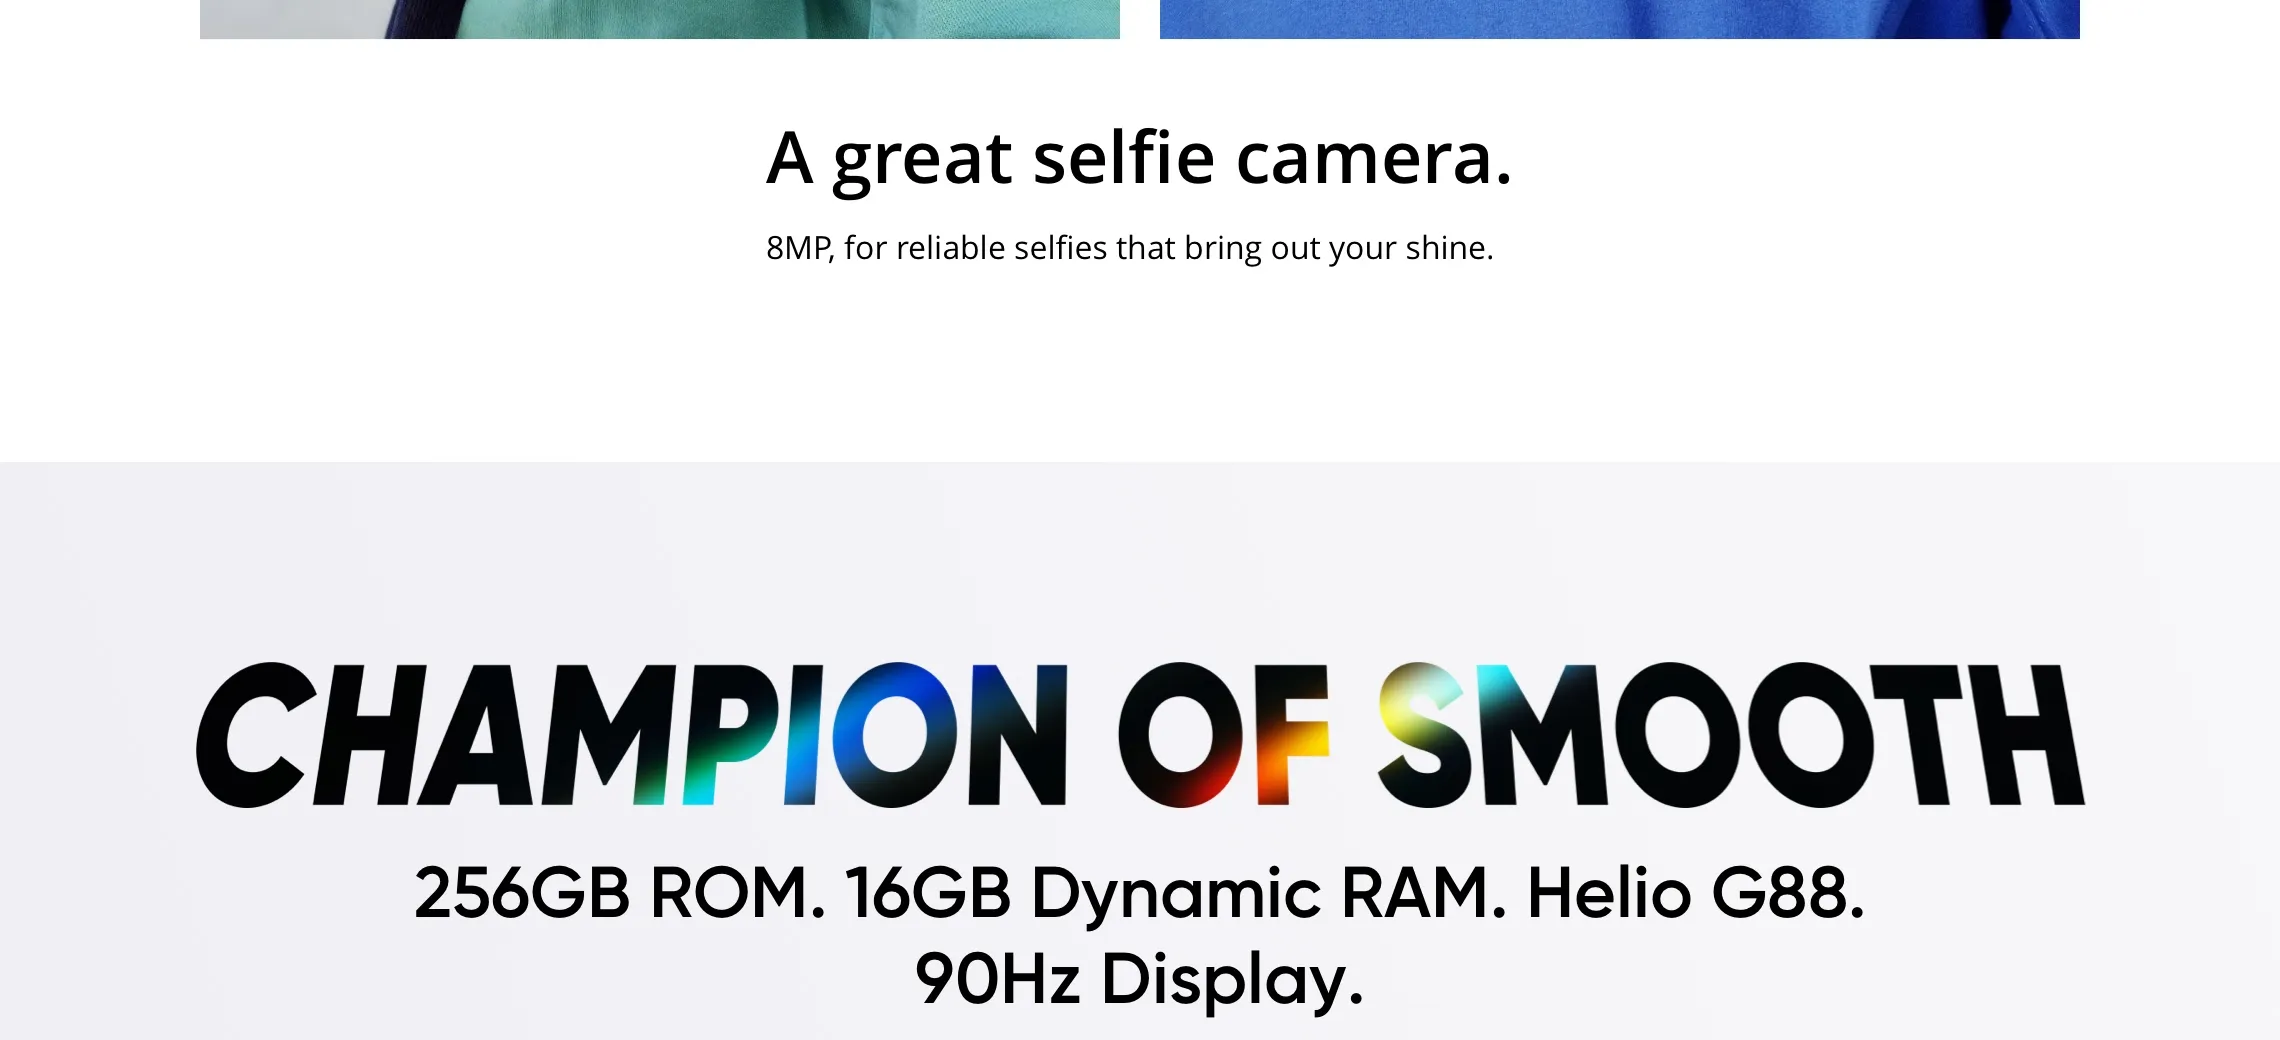 A great selfie camera.
8MP, for reliable selfies that bring out your shine.
CHAMPION OF SMOOTH
256GB ROM. 16GB Dynamic RAM. Helio G88.
90Hz Display.